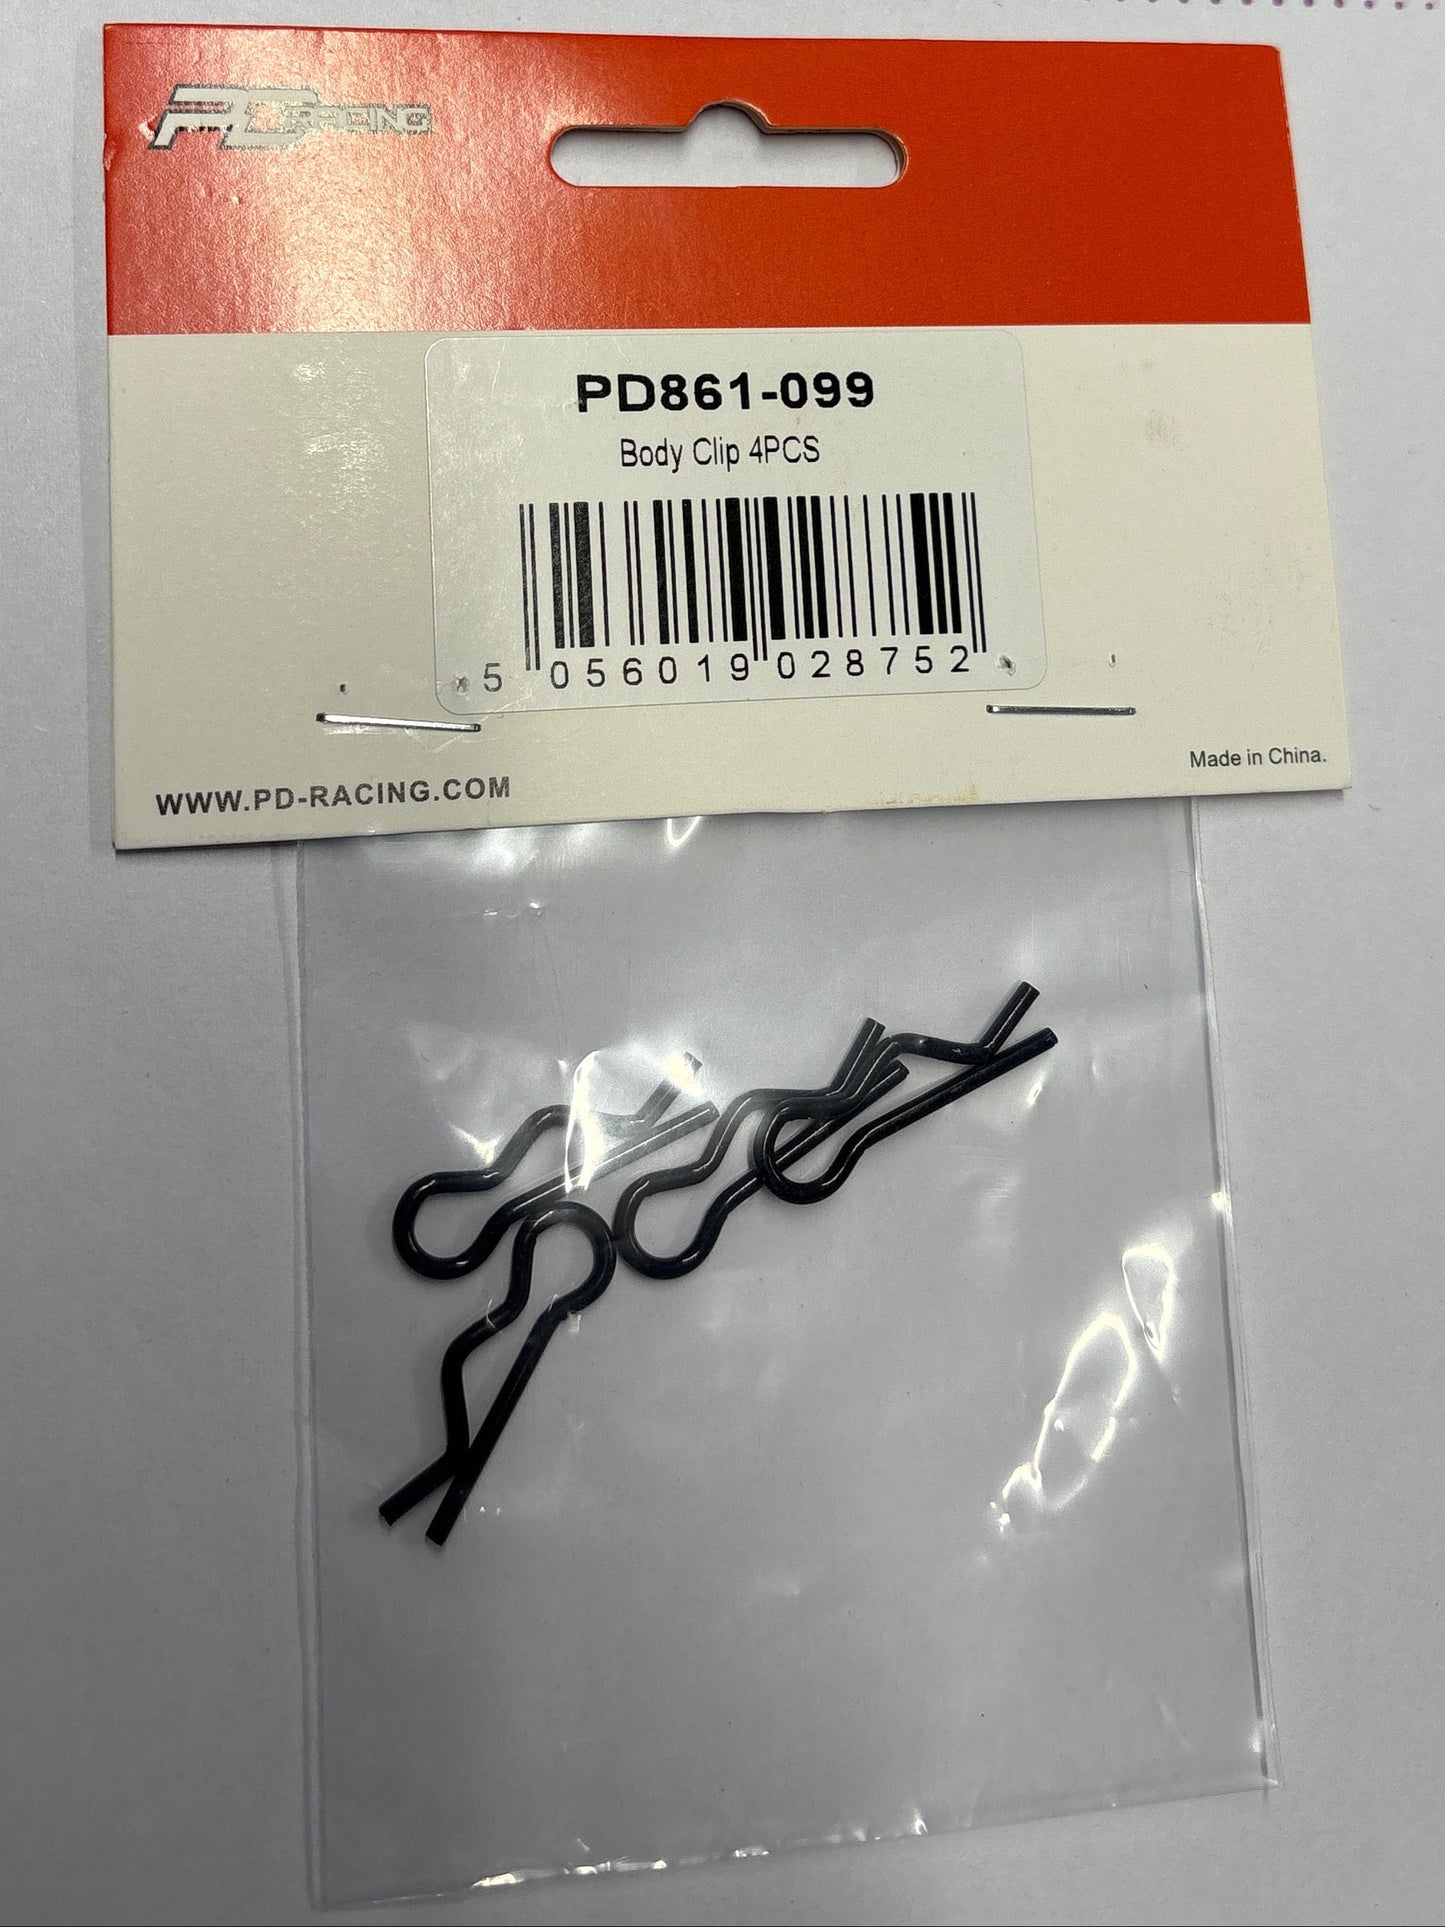 PD RACING
PD861-099
Body Clip 4PCS
5 056019 028752
WWW.PD-RACING.COM
Made in China.